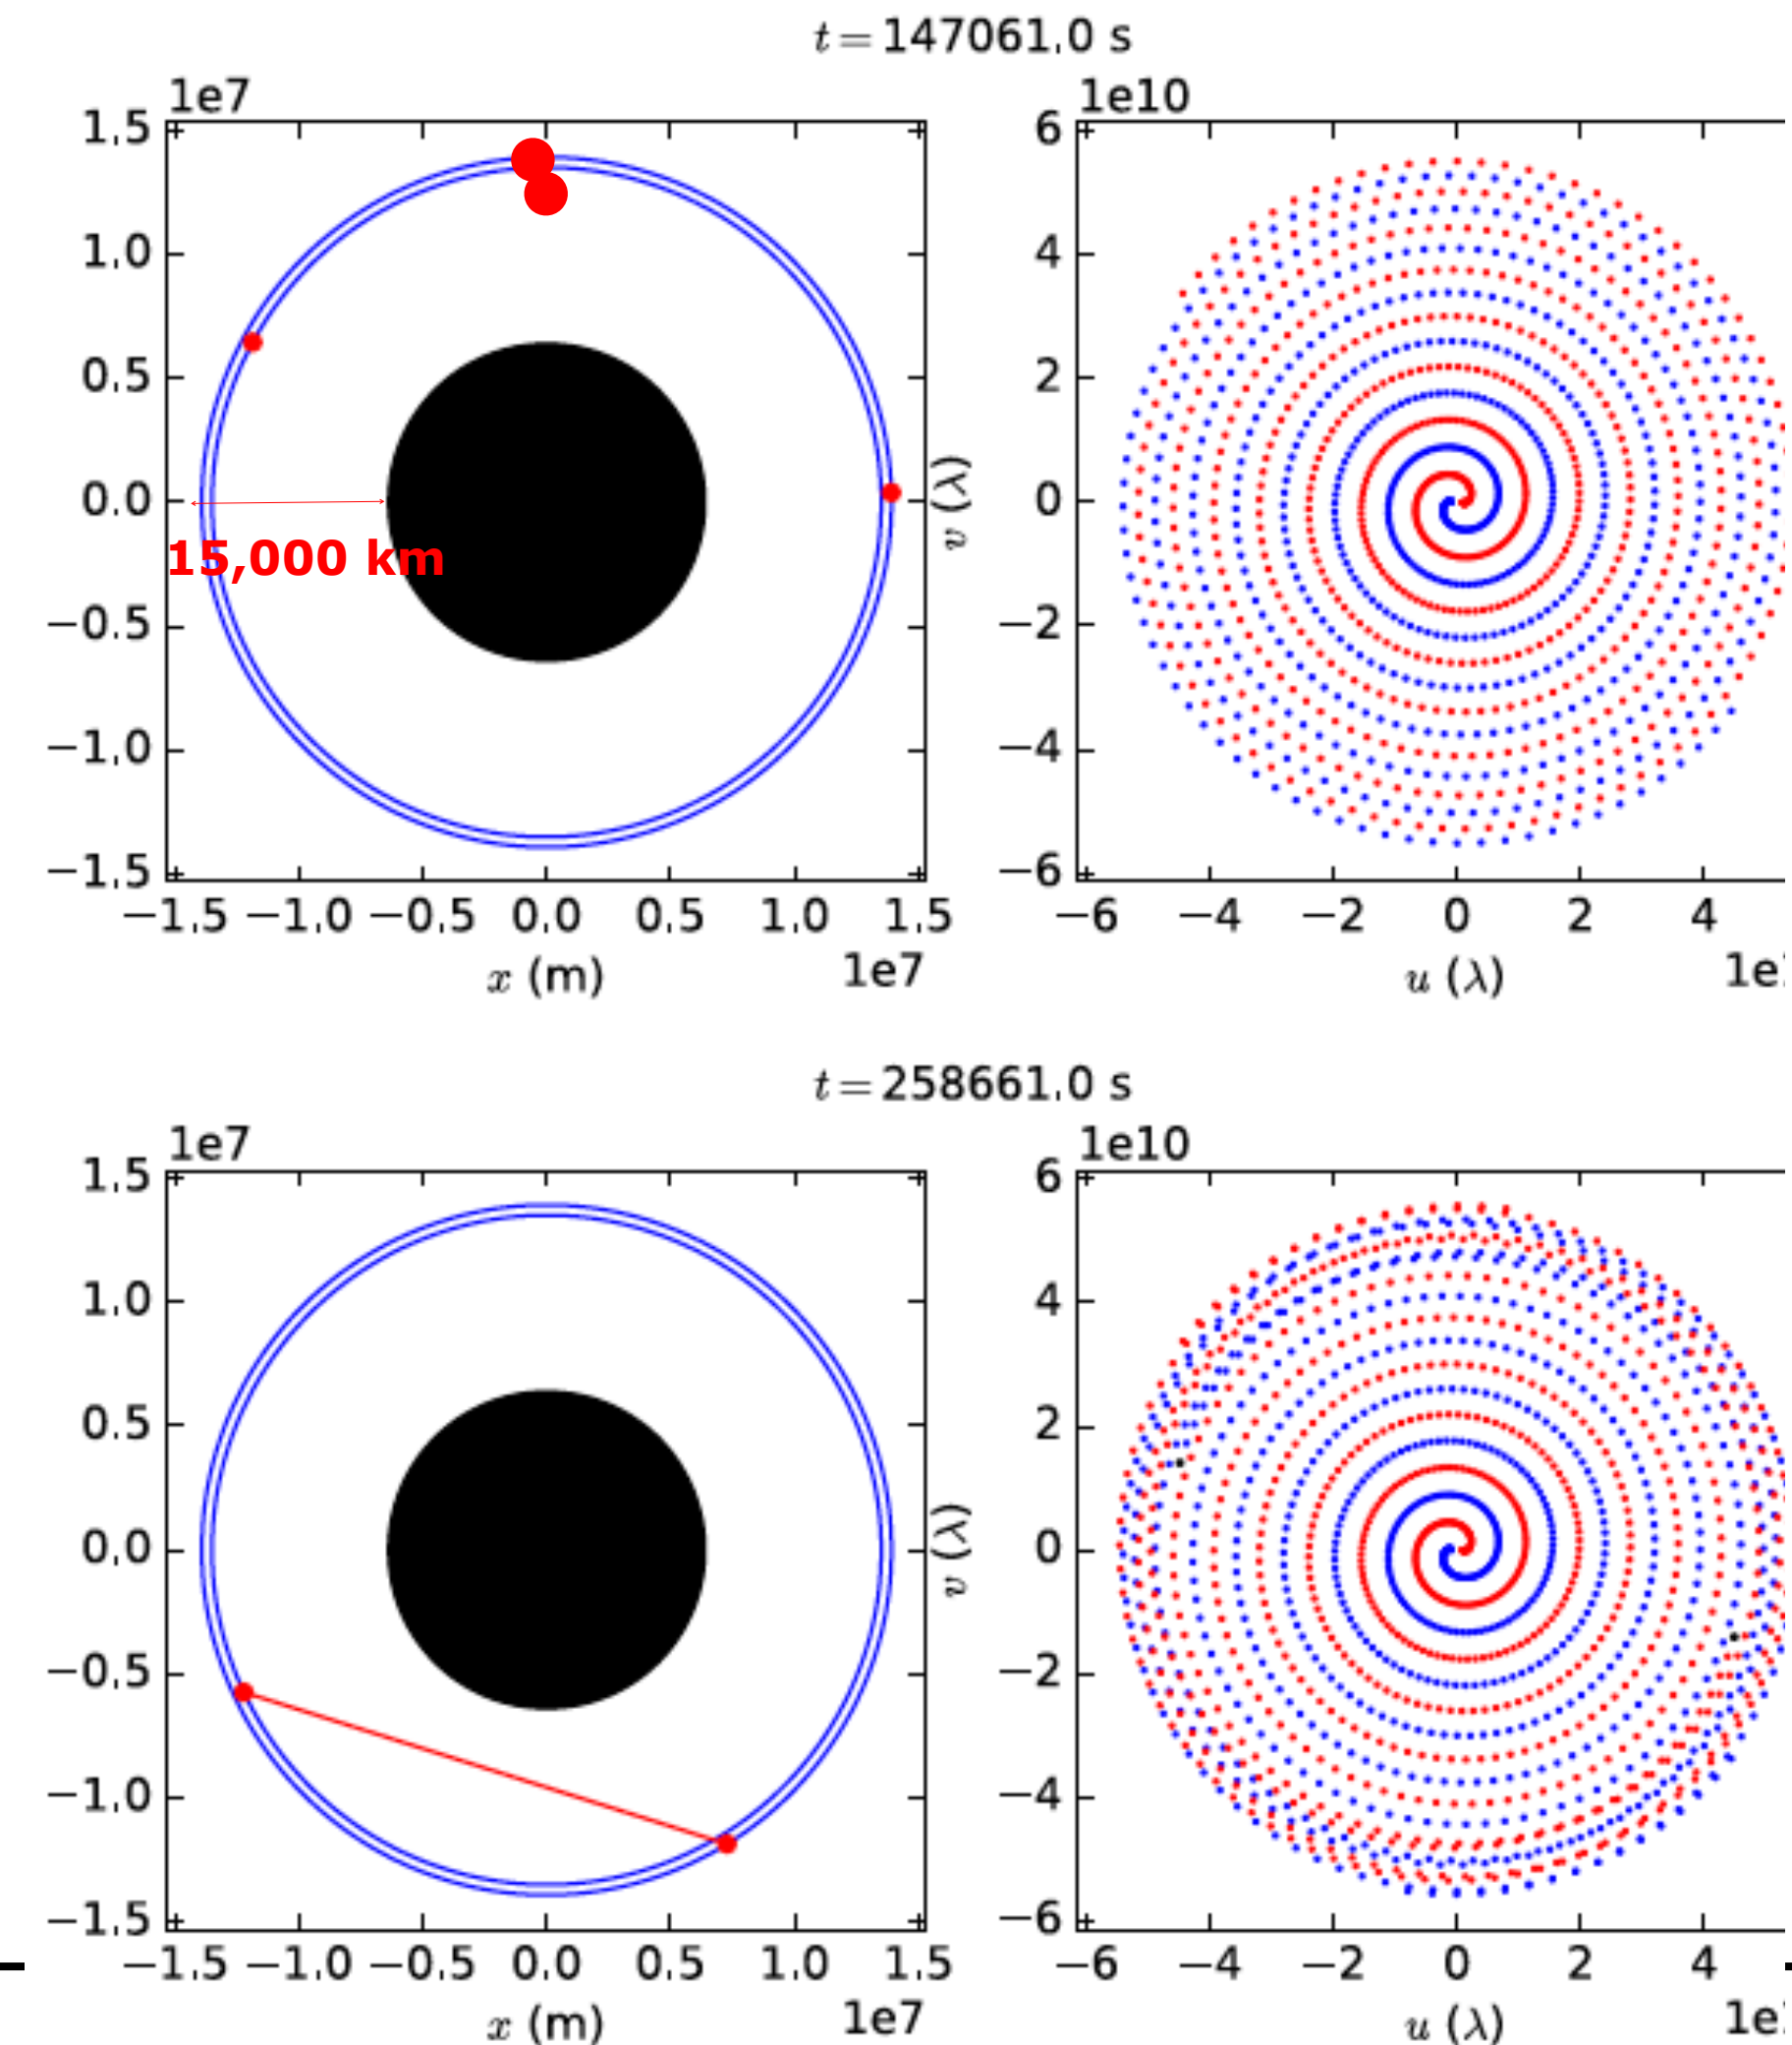 t = 147061.0 s
1e7
1.5
1.0
0.5
0.0
−0.5
−1.0
−1.5
−1.5 −1.0 −0.5 0.0 0.5 1.0 1.5
x (m)
1e7
15,000 km
1e10
6
4
2
0
−2
−4
−6
v (λ)
−6 −4 −2 0 2 4
u (λ)
t = 258661.0 s
1e7
1.5
1.0
0.5
0.0
−0.5
−1.0
−1.5
−1.5 −1.0 −0.5 0.0 0.5 1.0 1.5
x (m)
1e7
1e10
6
4
2
0
−2
−4
−6
v (λ)
−6 −4 −2 0 2 4
u (λ)